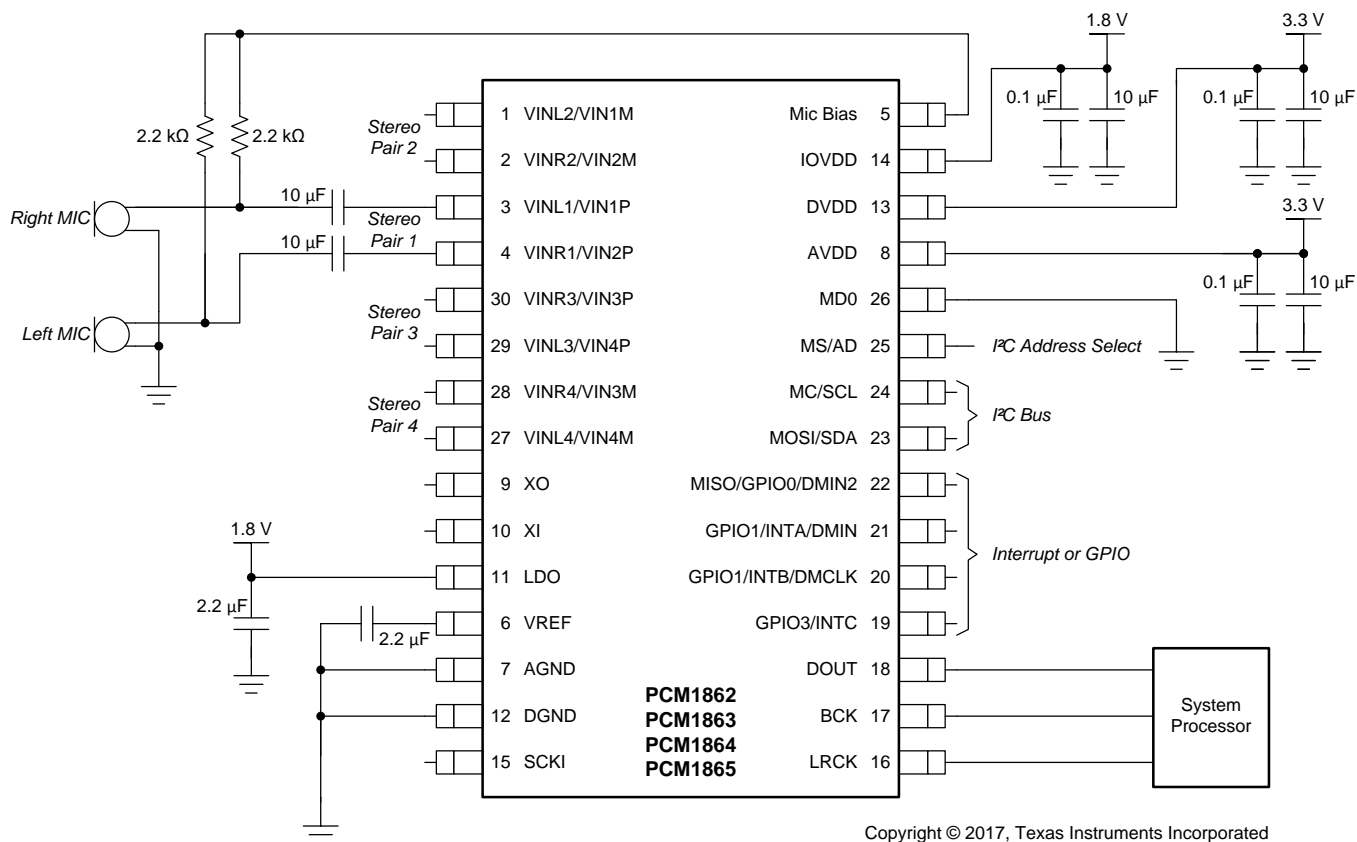 1.8 V
3.3 V
0.1 µF
10 µF
0.1 µF
10 µF
2.2 kΩ
2.2 kΩ
Stereo
Pair 2
1 VINL2/VIN1M
Mic Bias 5
2 VINR2/VIN2M
IOVDD 14
Right MIC
10 µF
Stereo
Pair 1
3 VINL1/VIN1P
DVDD 13
3.3 V
10 µF
4 VINR1/VIN2P
AVDD 8
0.1 µF
10 µF
Left MIC
Stereo
Pair 3
30 VINR3/VIN3P
MD0 26
29 VINL3/VIN4P
MS/AD 25
I²C Address Select
Stereo
Pair 4
28 VINR4/VIN3M
MC/SCL 24
I²C Bus
27 VINL4/VIN4M
MOSI/SDA 23
9 XO
MISO/GPIO0/DMIN2 22
1.8 V
10 XI
GPIO1/INTA/DMIN 21
Interrupt or GPIO
11 LDO
GPIO1/INTB/DMCLK 20
2.2 µF
2.2 µF
6 VREF
GPIO3/INTC 19
7 AGND
DOUT 18
12 DGND
BCK 17
15 SCKI
LRCK 16
PCM1862
PCM1863
PCM1864
PCM1865
System
Processor
Copyright © 2017, Texas Instruments Incorporated